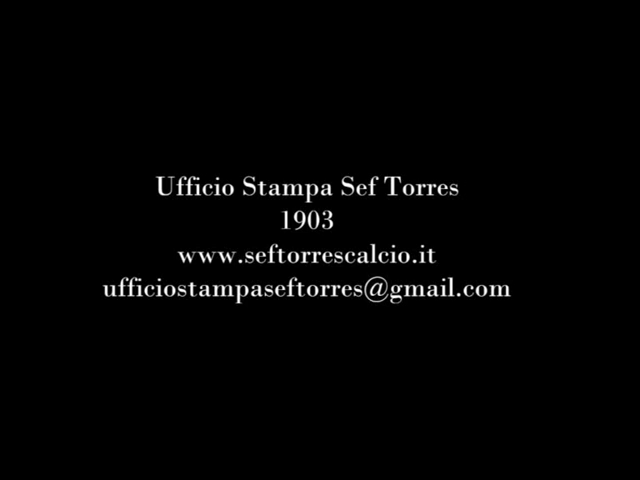 Ufficio Stampa Sef Torres
1903
www.seftorrescalcio.it
ufficiostampaseftorres@gmail.com